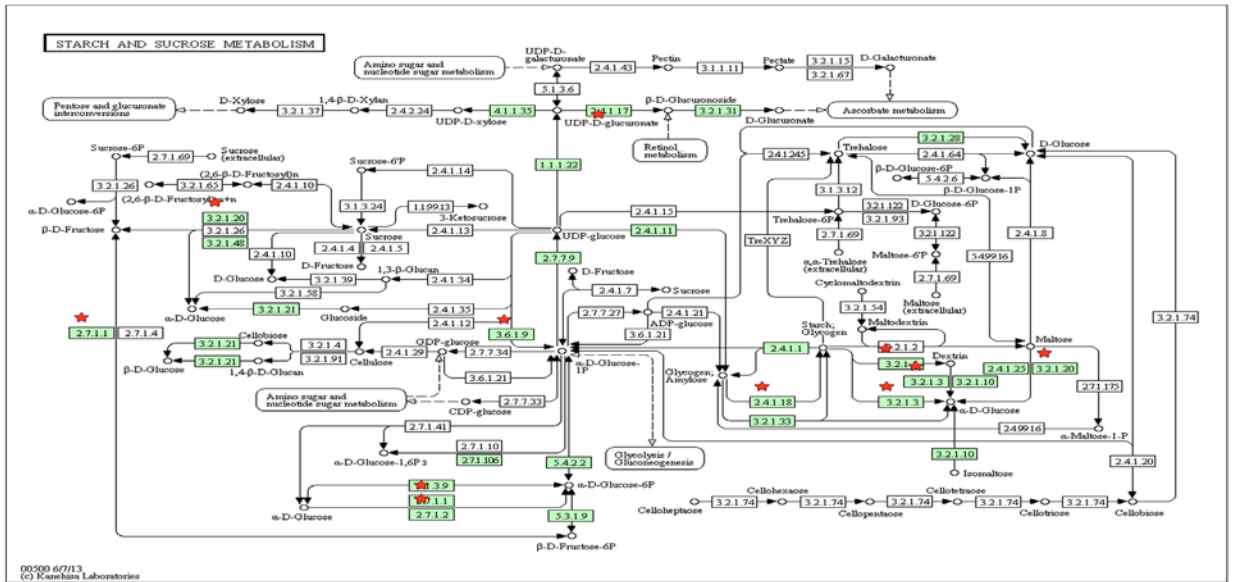 STARCH AND SUCROSE METABOLISM
Amino sugar and
nucleotide sugar metabolism
UDP-D-
galacturonate
2.4.1.43
Pectin
3.1.1.11
Pectate
3.2.1.15
3.2.1.67
D-Galacturonate
5.1.3.6
Pentose and glucuronate
interconversions
D-Xylose
3.2.1.37
1,4-β-D-Xylan
2.4.2.24
UDP-D-xylose
4.1.1.35
UDP-D-glucuronate
β-D-Glucuronoside
3.2.1.31
D-Glucuronate
Ascorbate metabolism
Retinol
metabolism
1.1.1.22
Sucrose-6P
2.7.1.69
Sucrose
(extracellular)
3.2.1.26
(2,6-β-D-Fructosyl)n
3.2.1.65
2.4.1.10
α-D-Glucose-6P
β-D-Fructose
3.2.1.20
3.2.1.26
3.2.1.48
Sucrose-6'P
2.4.1.14
3.1.3.24
1.1.99.13
3-Ketosucrose
Sucrose
2.4.1.13
UDP-glucose
2.4.1.15
2.4.1.11
2.4.1.245
Trehalose
3.2.1.28
2.4.1.64
D-Glucose
β-D-Glucose-6P
5.4.2.6
β-D-Glucose-1P
3.1.3.12
Trehalose-6P
3.2.1.122
3.2.1.93
D-Glucose-6P
TreXYZ
2.7.1.69
α,α-Trehalose
(extracellular)
3.2.1.122
Maltose-6'P
2.7.1.69
Maltose
(extracellular)
5.4.99.16
2.4.1.8
2.4.1.10
2.4.1.4
2.4.1.5
D-Fructose
D-Glucose
3.2.1.39
1,3-β-Glucan
2.4.1.34
3.2.1.58
α-D-Glucose
3.2.1.21
Glucoside
2.4.1.35
2.4.1.12
3.6.1.9
2.7.7.9
D-Fructose
2.4.1.7
Sucrose
2.7.7.27
2.4.1.21
ADP-glucose
3.6.1.21
Cyclomaltodextrin
3.2.1.54
Maltodextrin
Starch;
Glycogen
3.2.1.74
2.7.1.1
2.7.1.4
Cellobiose
3.2.1.21
3.2.1.4
3.2.1.21
3.2.1.91
β-D-Glucose
1,4-β-D-Glucan
Cellulose
2.4.1.29
GDP-glucose
2.7.7.34
3.6.1.21
α-D-Glucose-
1P
2.4.1.1
Dextrin
Maltose
Glycogen;
Amylose
3.2.1.3
3.2.1.10
2.4.1.25
3.2.1.20
2.4.1.18
3.2.1.3
α-D-Glucose
2.7.1.175
3.2.1.33
2.4.99.16
α-Maltose-1-P
Amino sugar and
nucleotide sugar metabolism
CDP-glucose
2.7.7.33
2.7.1.41
2.7.1.10
2.7.1.106
α-D-Glucose-1,6P2
Glycolysis /
Gluconeogenesis
3.2.1.10
Isomaltose
2.4.1.20
5.4.2.2
α-D-Glucose-6P
2.7.1.2
α-D-Glucose
5.3.1.9
β-D-Fructose-6P
Celloheptaose
3.2.1.74
Cellohexaose
3.2.1.74
Cellopentaose
3.2.1.74
Cellotetraose
3.2.1.74
Cellotriose
3.2.1.74
Cellobiose
00500 6/7/13
(c) Kanehisa Laboratories